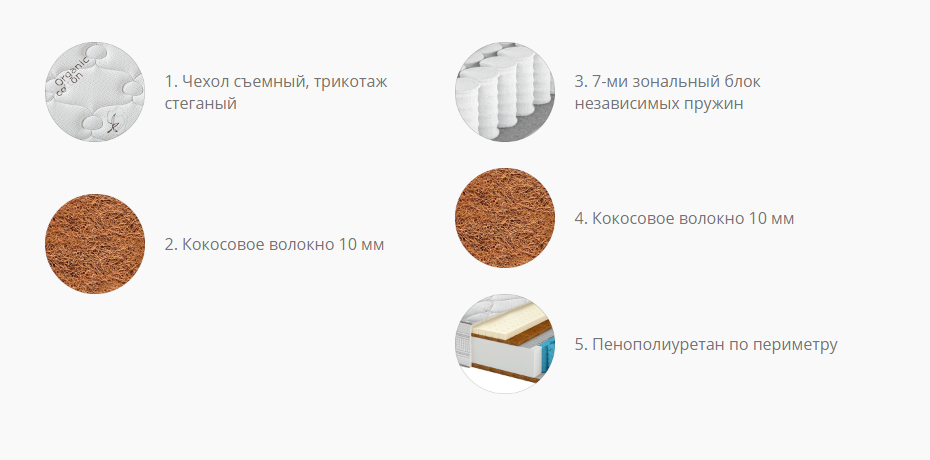 Organic
1. Чехол съемный, трикотаж
стеганый
2. Кокосовое волокно 10 мм
3. 7-ми зональный блок
независимых пружин
4. Кокосовое волокно 10 мм
5. Пенополиуретан по периметру